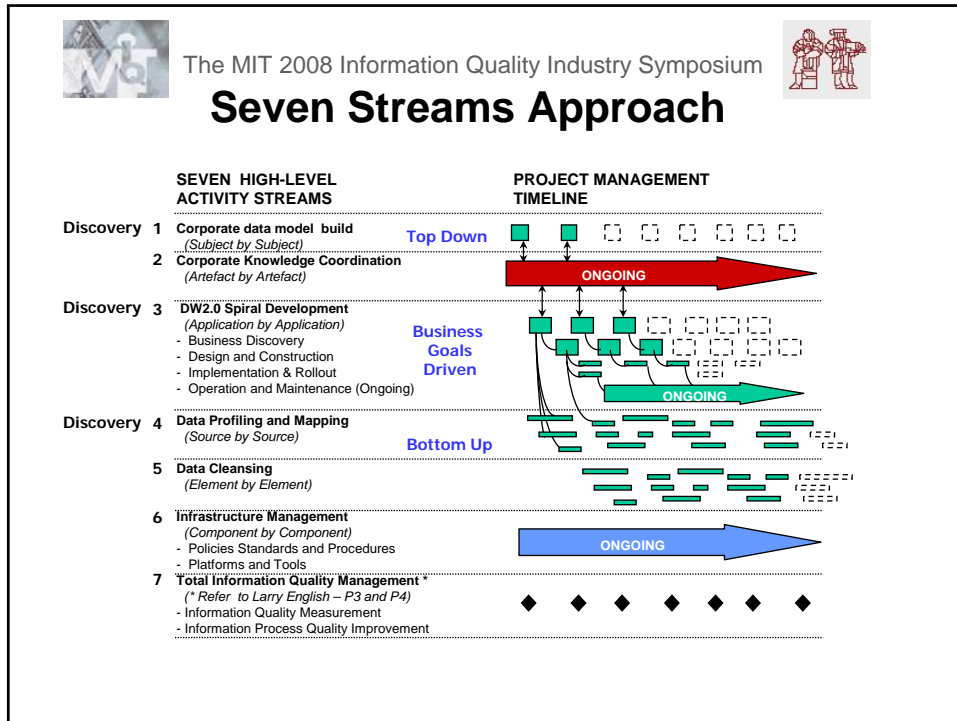 The MIT 2008 Information Quality Industry Symposium
Seven Streams Approach
SEVEN HIGH-LEVEL
ACTIVITY STREAMS
PROJECT MANAGEMENT
TIMELINE
Discovery 1 Corporate data model build
(Subject by Subject)
Top Down
2 Corporate Knowledge Coordination
(Artefact by Artefact)
ONGOING
Discovery 3 DW2.0 Spiral Development
(Application by Application)
- Business Discovery
- Design and Construction
- Implementation & Rollout
- Operation and Maintenance (Ongoing)
Business
Goals
Driven
ONGOING
Discovery 4 Data Profiling and Mapping
(Source by Source)
Bottom Up
5 Data Cleansing
(Element by Element)
6 Infrastructure Management
(Component by Component)
- Policies Standards and Procedures
- Platforms and Tools
ONGOING
7 Total Information Quality Management *
(* Refer to Larry English – P3 and P4)
- Information Quality Measurement
- Information Process Quality Improvement